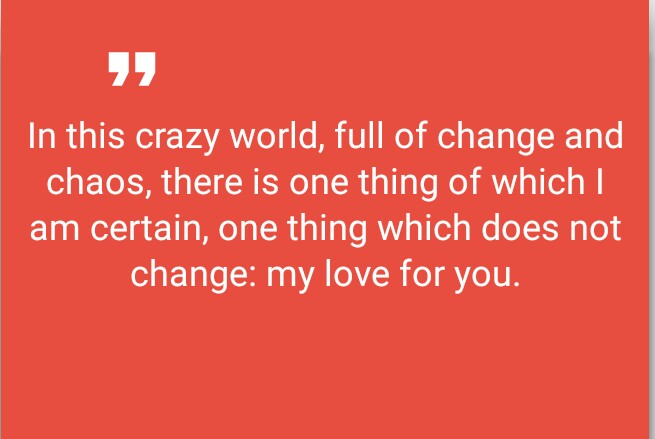 ”
In this crazy world, full of change and
chaos, there is one thing of which I
am certain, one thing which does not
change: my love for you.